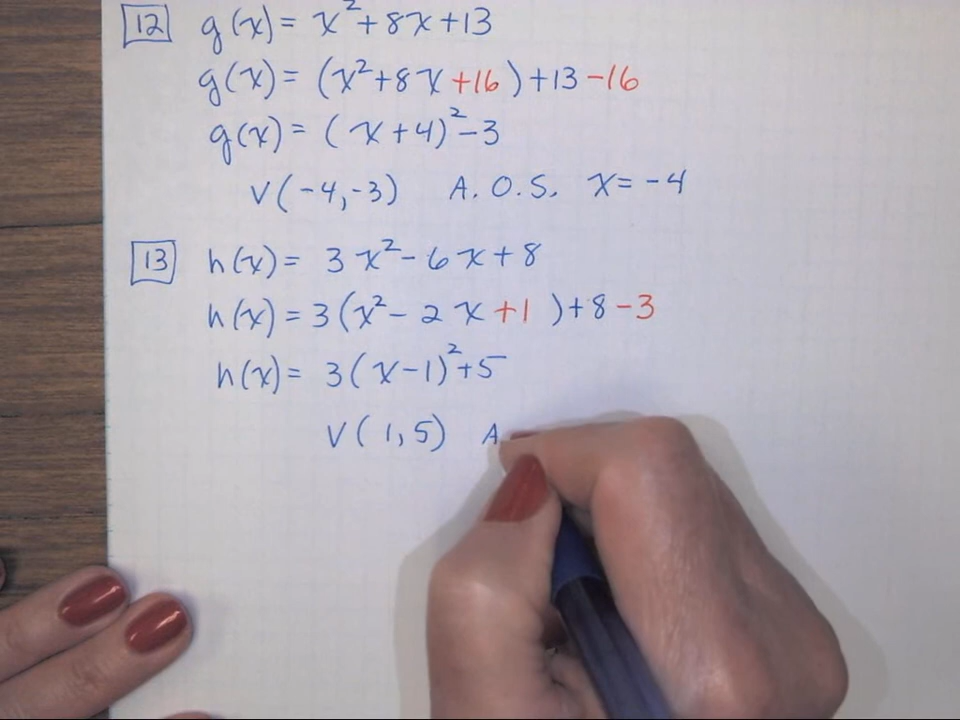 12 g(x) = x²+8x+13
g(x) = (x²+8x+16)+13-16
g(x) = (x+4)²-3
V(-4,-3) A.O.S. x=-4
13 h(x) = 3x²-6x+8
h(x) = 3(x²-2x+1)+8-3
h(x) = 3(x-1)²+5
V(1,5) A.